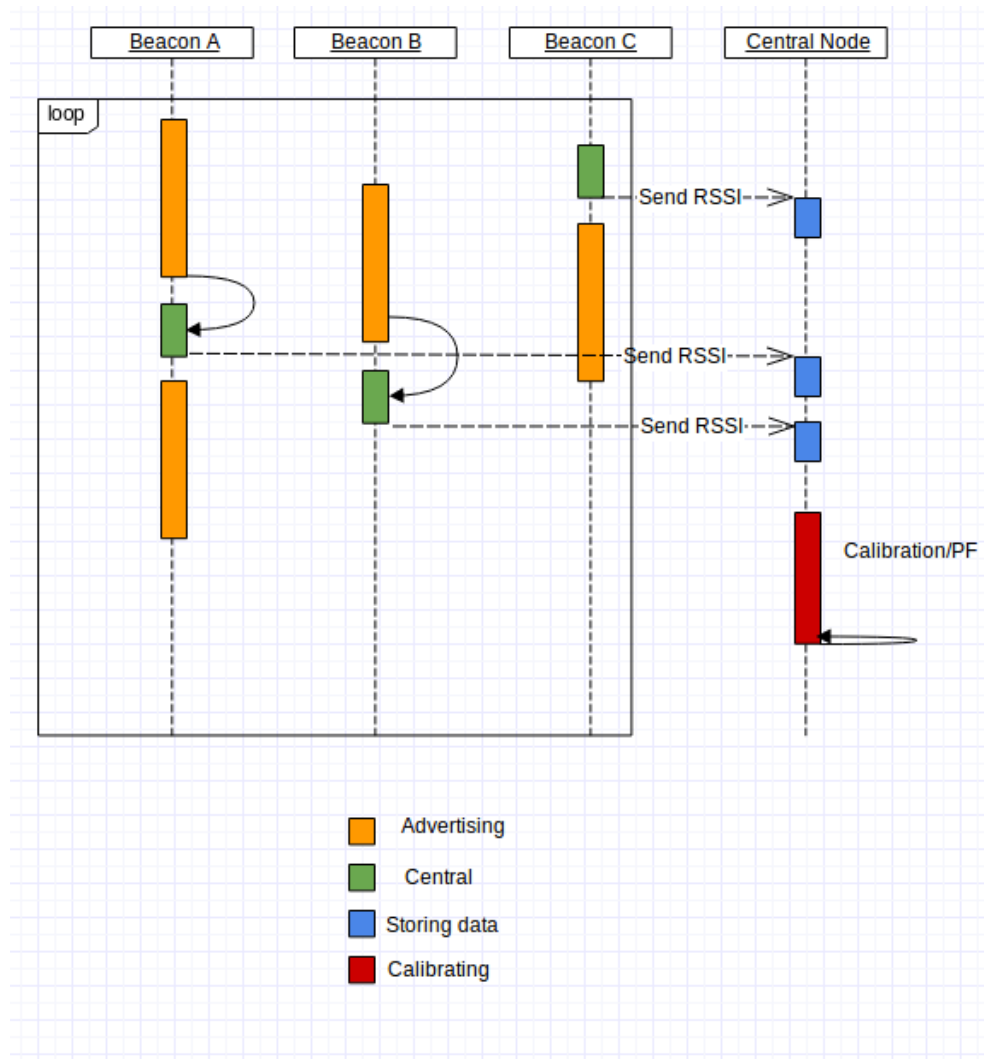 Beacon A
Beacon B
Beacon C
Central Node
loop
Send RSSI
Send RSSI
Send RSSI
Calibration/PF
Advertising
Central
Storing data
Calibrating